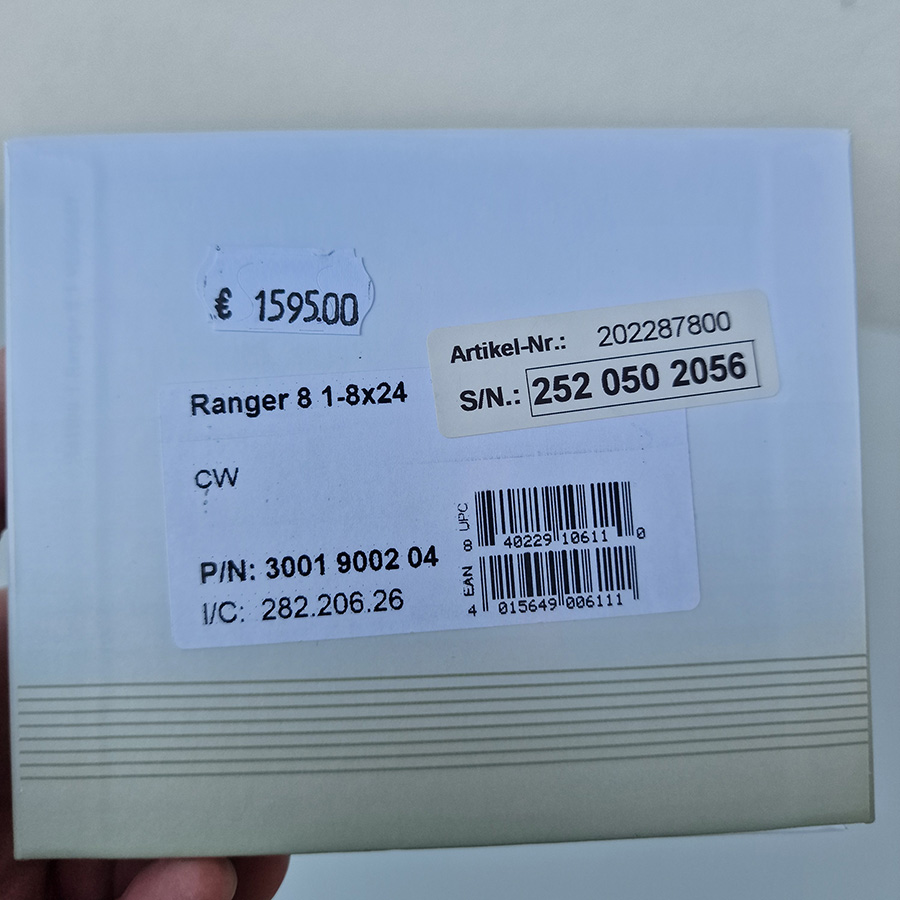 € 1595.00
Artikel-Nr.: 202287800
S/N.: 252 050 2056
Ranger 8 1-8x24
CW
P/N: 3001 9002 04
I/C: 282.206.26
UPC
8 40229 10611 0
EAN
4 015649 006111